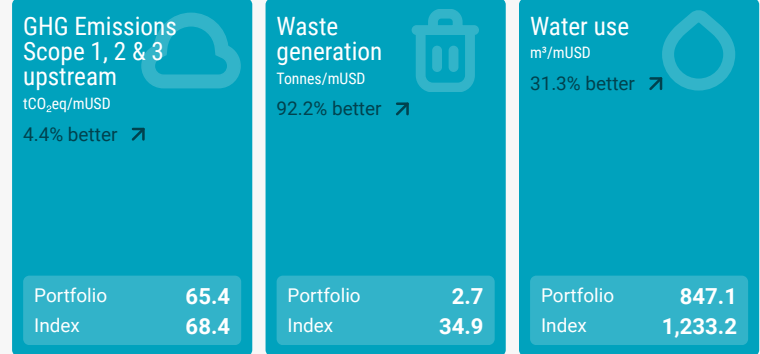 GHG Emissions
Scope 1, 2 & 3
upstream
tCO₂eq/mUSD
4.4% better
Portfolio 65.4
Index 68.4
Waste
generation
Tonnes/mUSD
92.2% better
Portfolio 2.7
Index 34.9
Water use
m³/mUSD
31.3% better
Portfolio 847.1
Index 1,233.2